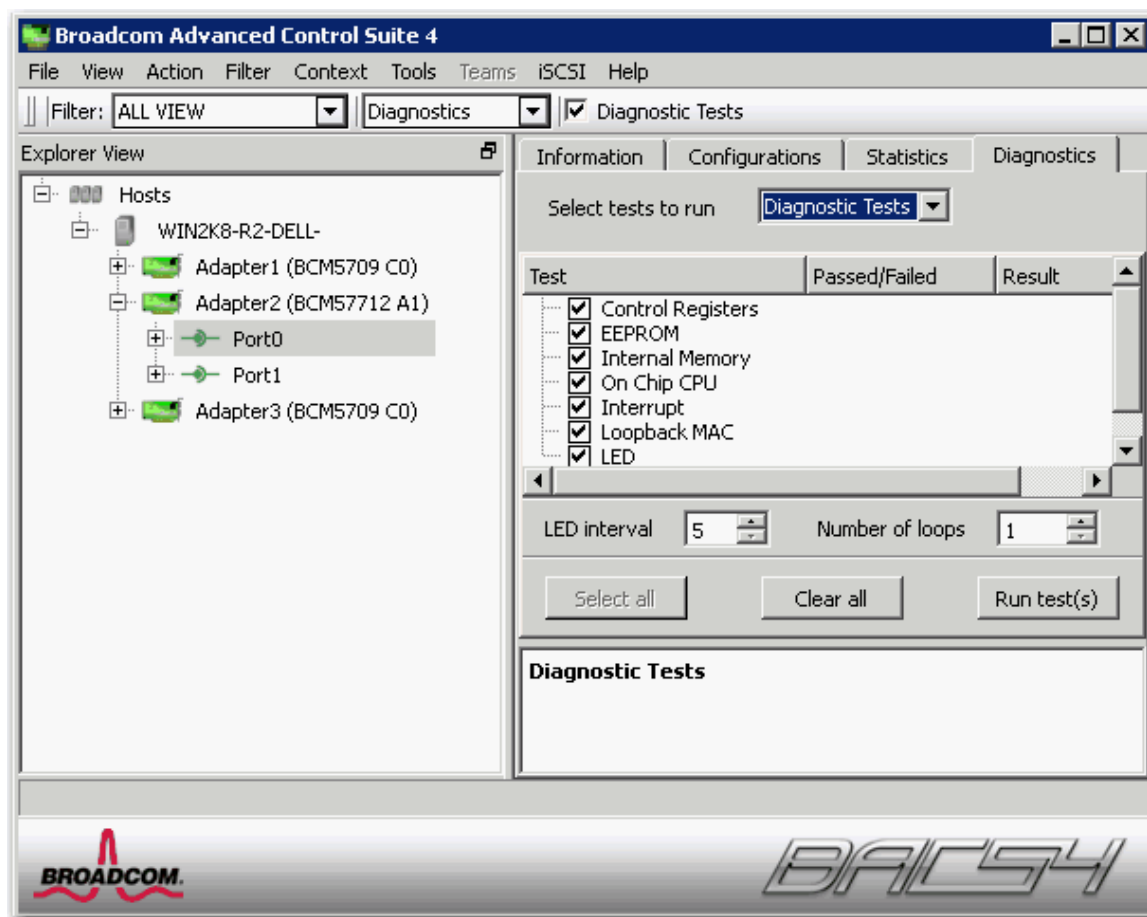 Broadcom Advanced Control Suite 4
File View Action Filter Context Tools Teams iSCSI Help
Filter: ALL VIEW Diagnostics Diagnostic Tests
Explorer View
Hosts
WIN2K8-R2-DELL-
Adapter1 (BCM5709 C0)
Adapter2 (BCM57712 A1)
Port0
Port1
Adapter3 (BCM5709 C0)
Information Configurations Statistics Diagnostics
Select tests to run Diagnostic Tests
Test Passed/Failed Result
Control Registers
EEPROM
Internal Memory
On Chip CPU
Interrupt
Loopback MAC
LED
LED interval 5 Number of loops 1
Select all Clear all Run test(s)
Diagnostic Tests
BROADCOM.
BACS4